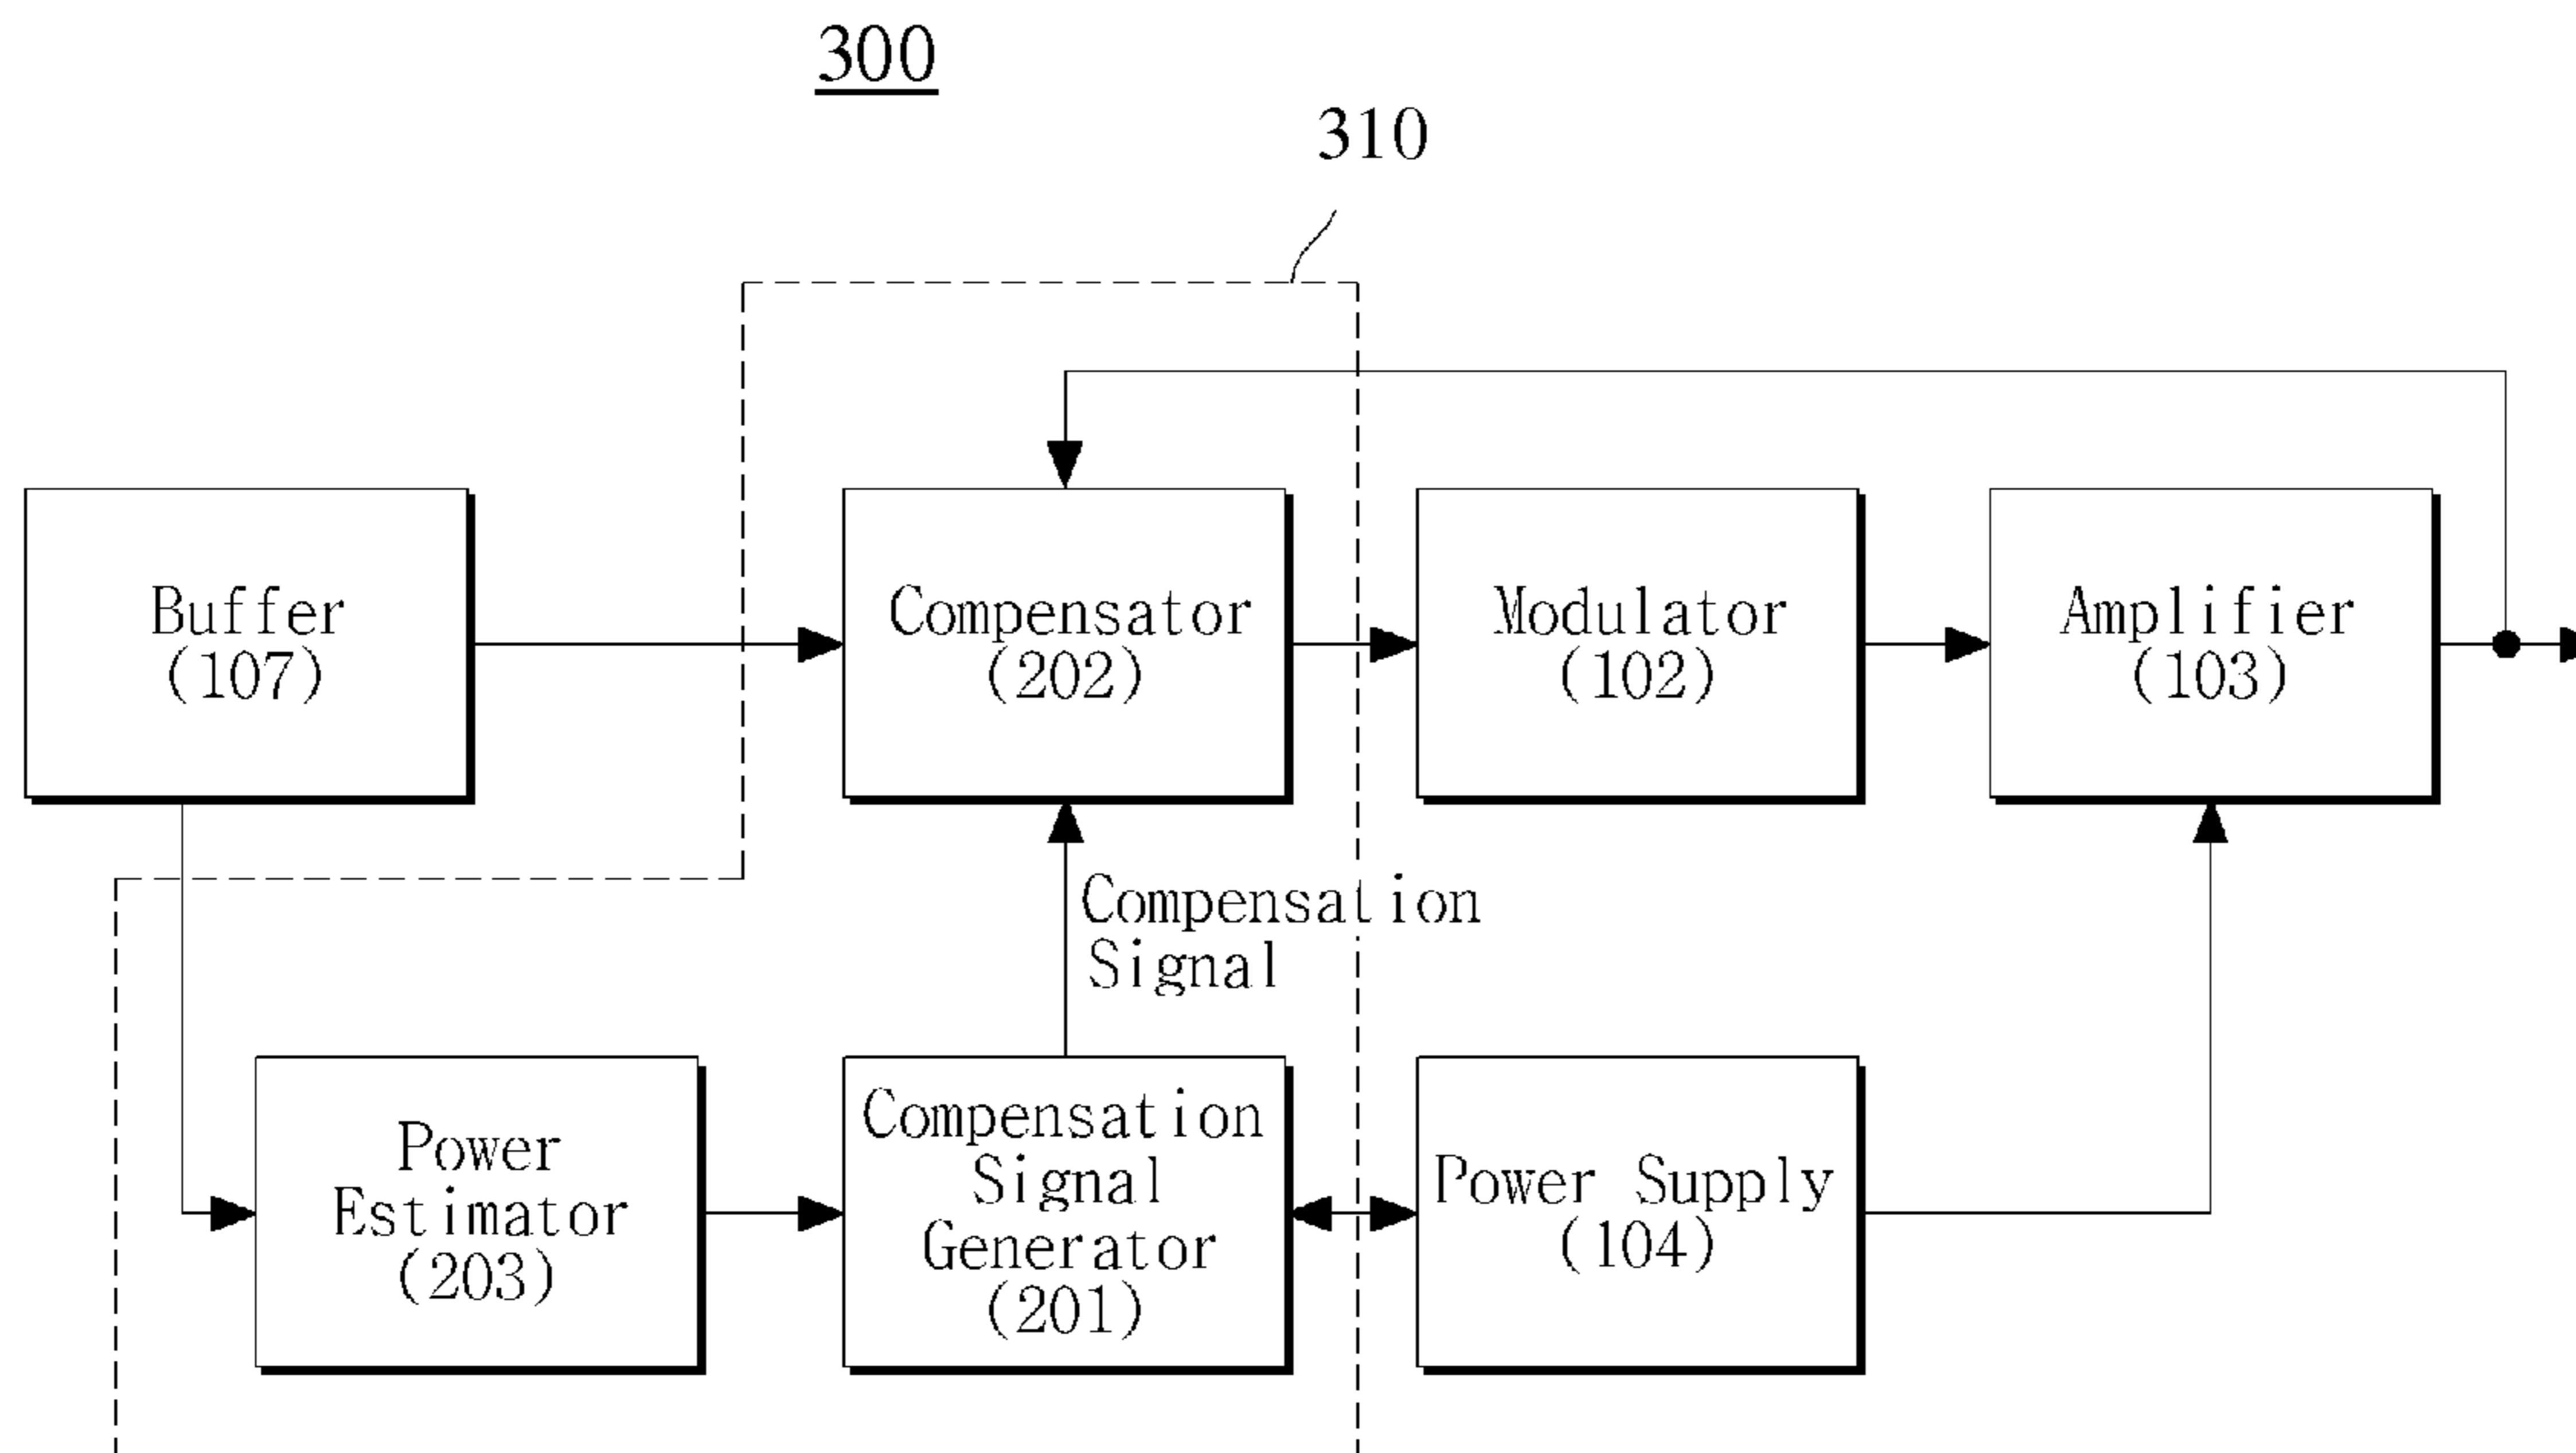 300
310
Buffer
(107)
Compensator
(202)
Modulator
(102)
Amplifier
(103)
Compensation
Signal
Power
Estimator
(203)
Compensation
Signal
Generator
(201)
Power Supply
(104)